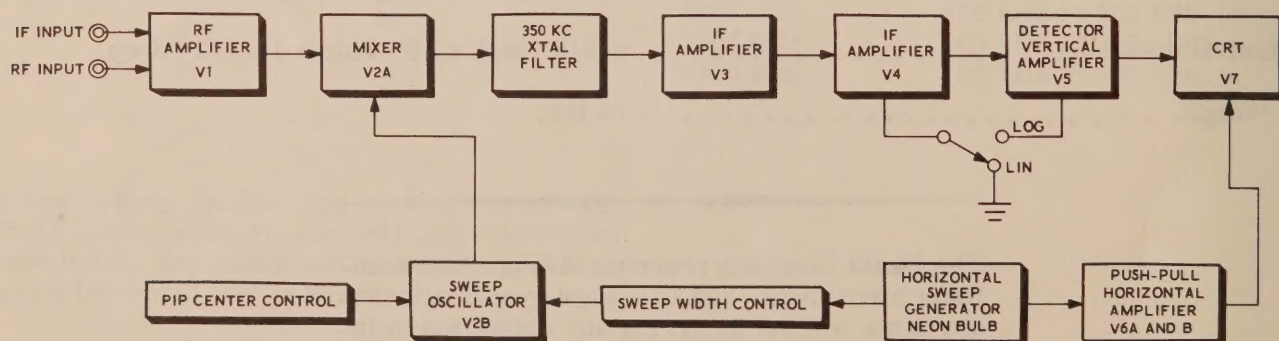 IF INPUT
RF INPUT
RF
AMPLIFIER
V1
MIXER
V2A
350 KC
XTAL
FILTER
IF
AMPLIFIER
V3
IF
AMPLIFIER
V4
DETECTOR
VERTICAL
AMPLIFIER
V5
CRT
V7
LOG
LIN
PIP CENTER CONTROL
SWEEP
OSCILLATOR
V2B
SWEEP WIDTH CONTROL
HORIZONTAL
SWEEP
GENERATOR
NEON BULB
PUSH-PULL
HORIZONTAL
AMPLIFIER
V6A AND B